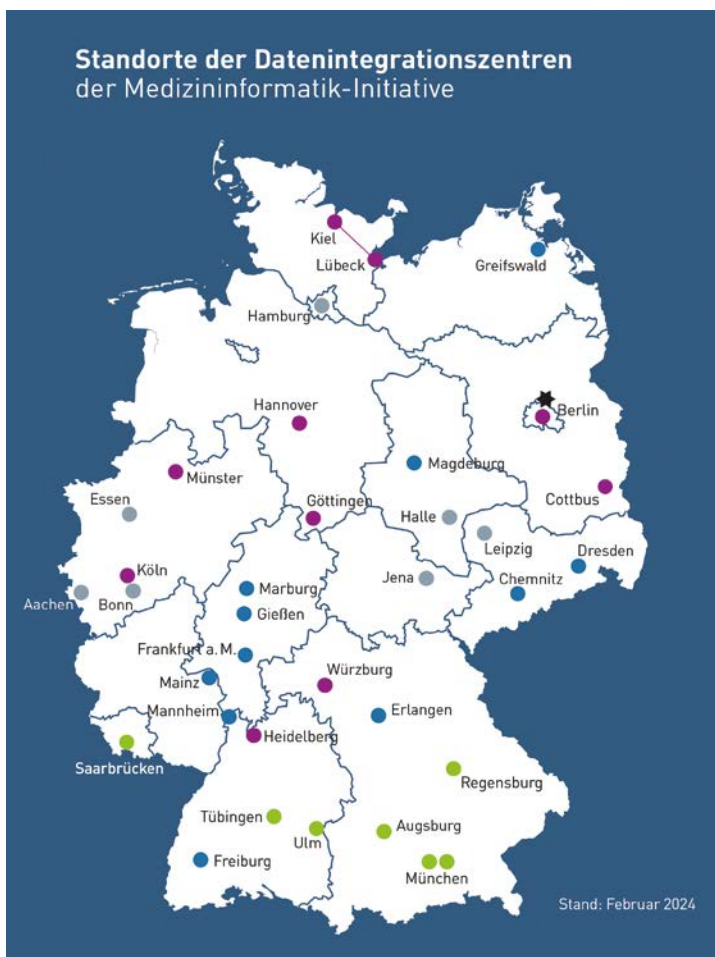 Standorte der Datenintegrationszentren
der Medizininformatik-Initiative
Kiel
Lübeck
Greifswald
Hamburg
Hannover
Berlin
Münster
Magdeburg
Essen
Göttingen
Cottbus
Halle
Leipzig
Köln
Dresden
Jena
Chemnitz
Marburg
Aachen
Bonn
Gießen
Frankfurt a. M.
Mainz
Würzburg
Mannheim
Erlangen
Heidelberg
Saarbrücken
Regensburg
Tübingen
Augsburg
Ulm
Freiburg
München
Stand: Februar 2024